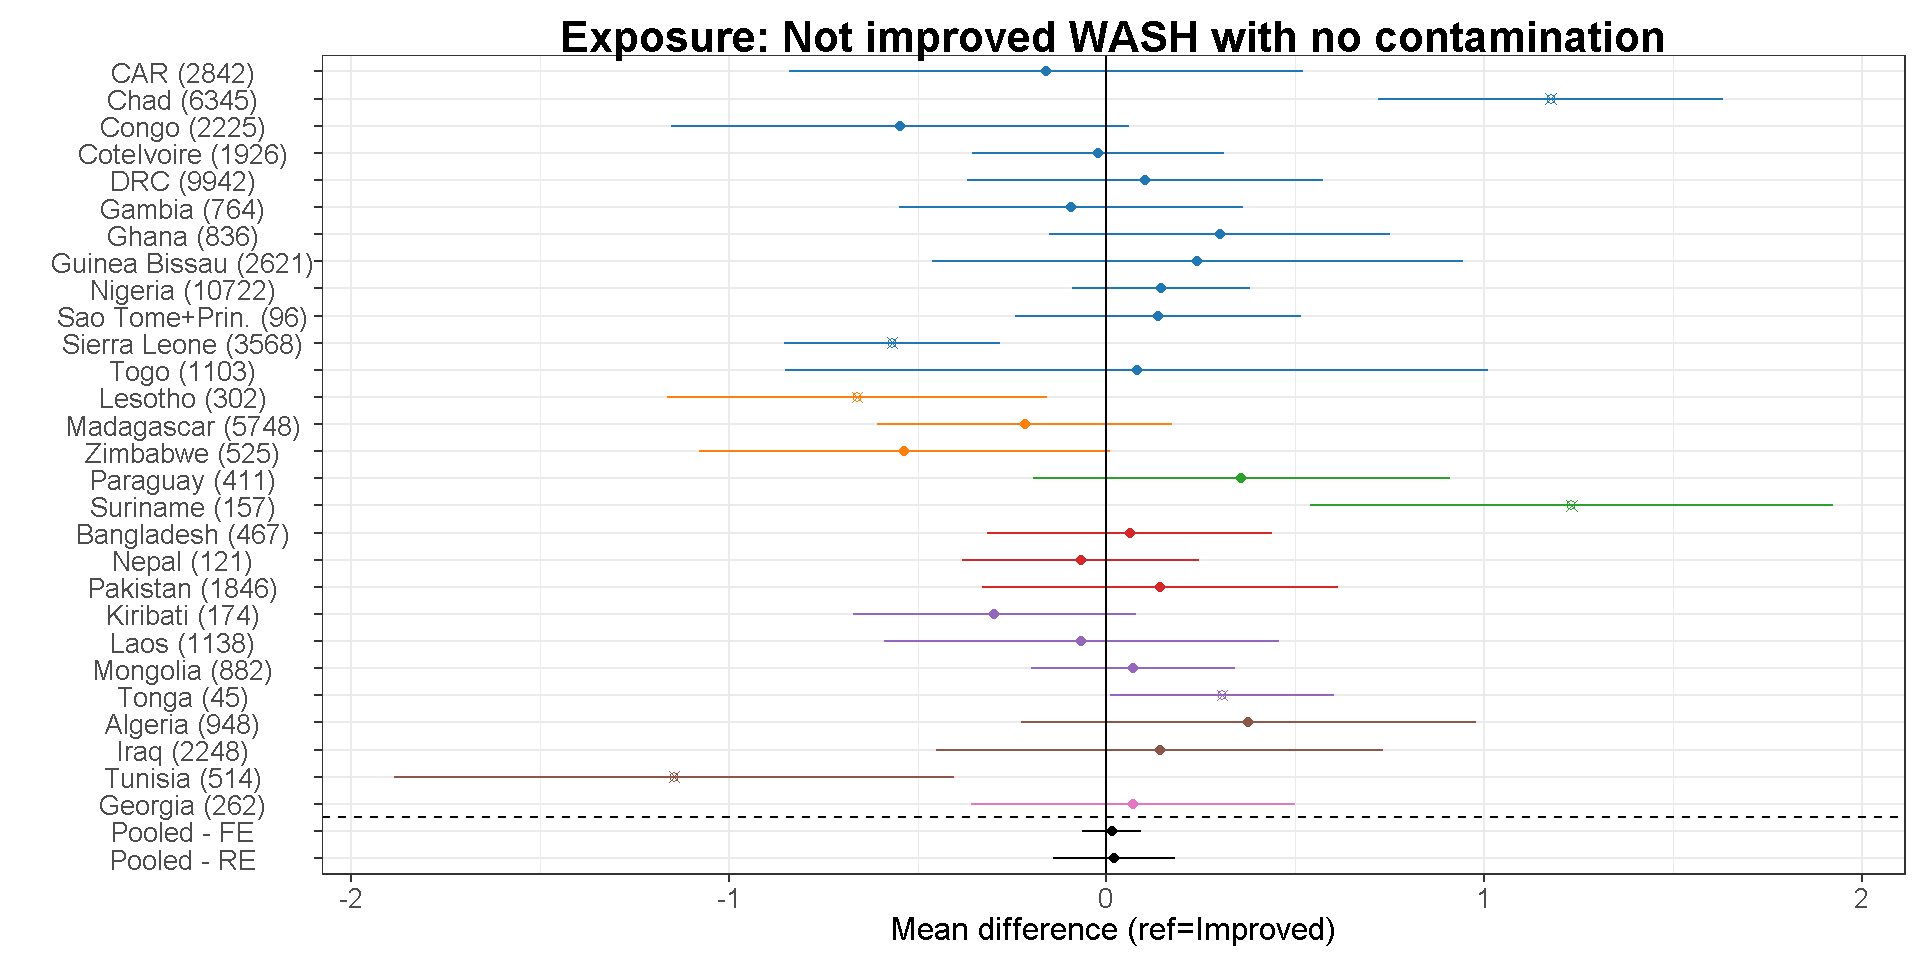 Exposure: Not improved WASH with no contamination
CAR (2842)
Chad (6345)
Congo (2225)
CoteIvoire (1926)
DRC (9942)
Gambia (764)
Ghana (836)
Guinea Bissau (2621)
Nigeria (10722)
Sao Tome+Prin. (96)
Sierra Leone (3568)
Togo (1103)
Lesotho (302)
Madagascar (5748)
Zimbabwe (525)
Paraguay (411)
Suriname (157)
Bangladesh (467)
Nepal (121)
Pakistan (1846)
Kiribati (174)
Laos (1138)
Mongolia (882)
Tonga (45)
Algeria (948)
Iraq (2248)
Tunisia (514)
Georgia (262)
Pooled - FE
Pooled - RE
-2 -1 0 1 2
Mean difference (ref=Improved)